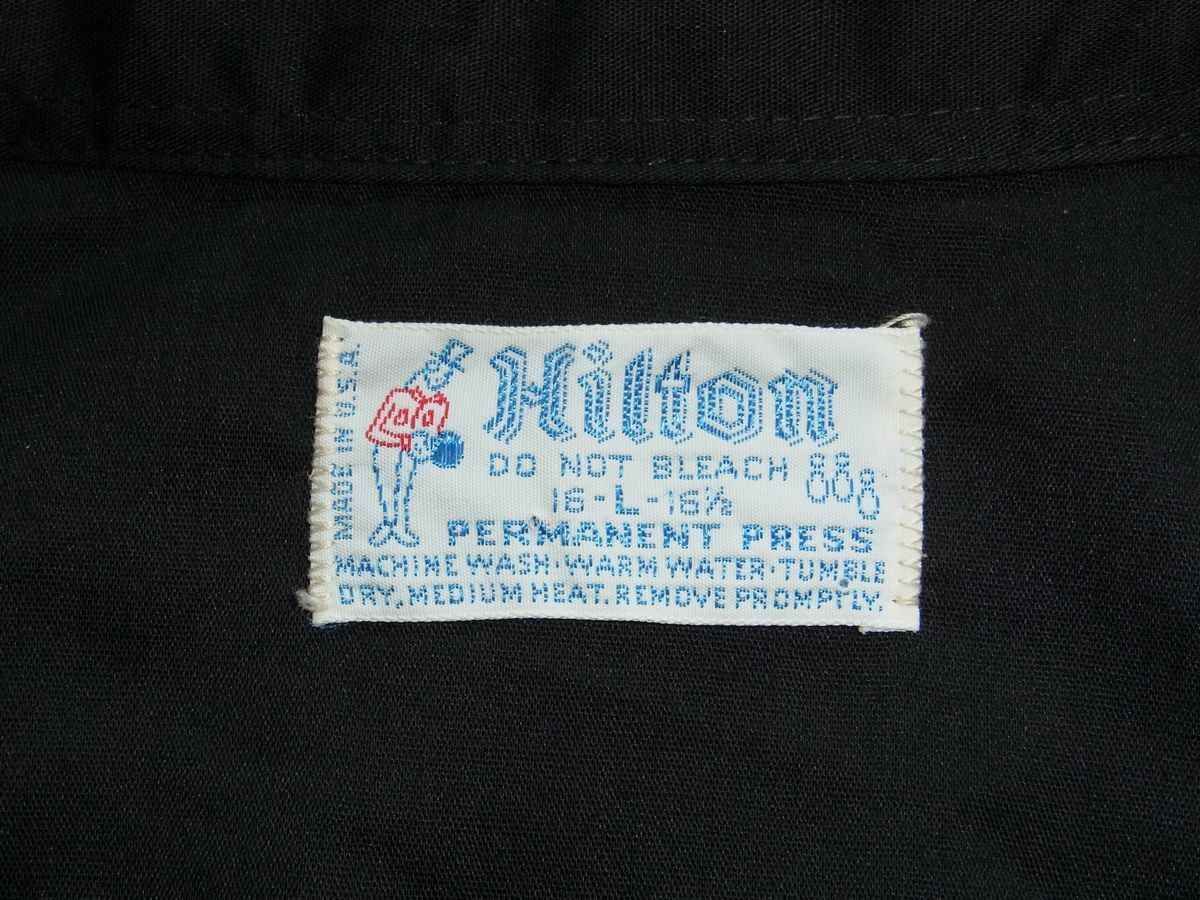 MADE IN U.S.A.
Hilton
DO NOT BLEACH
16-L-16½
PERMANENT PRESS
MACHINE WASH·WARM WATER·TUMBLE
DRY, MEDIUM HEAT. REMOVE PROMPTLY.